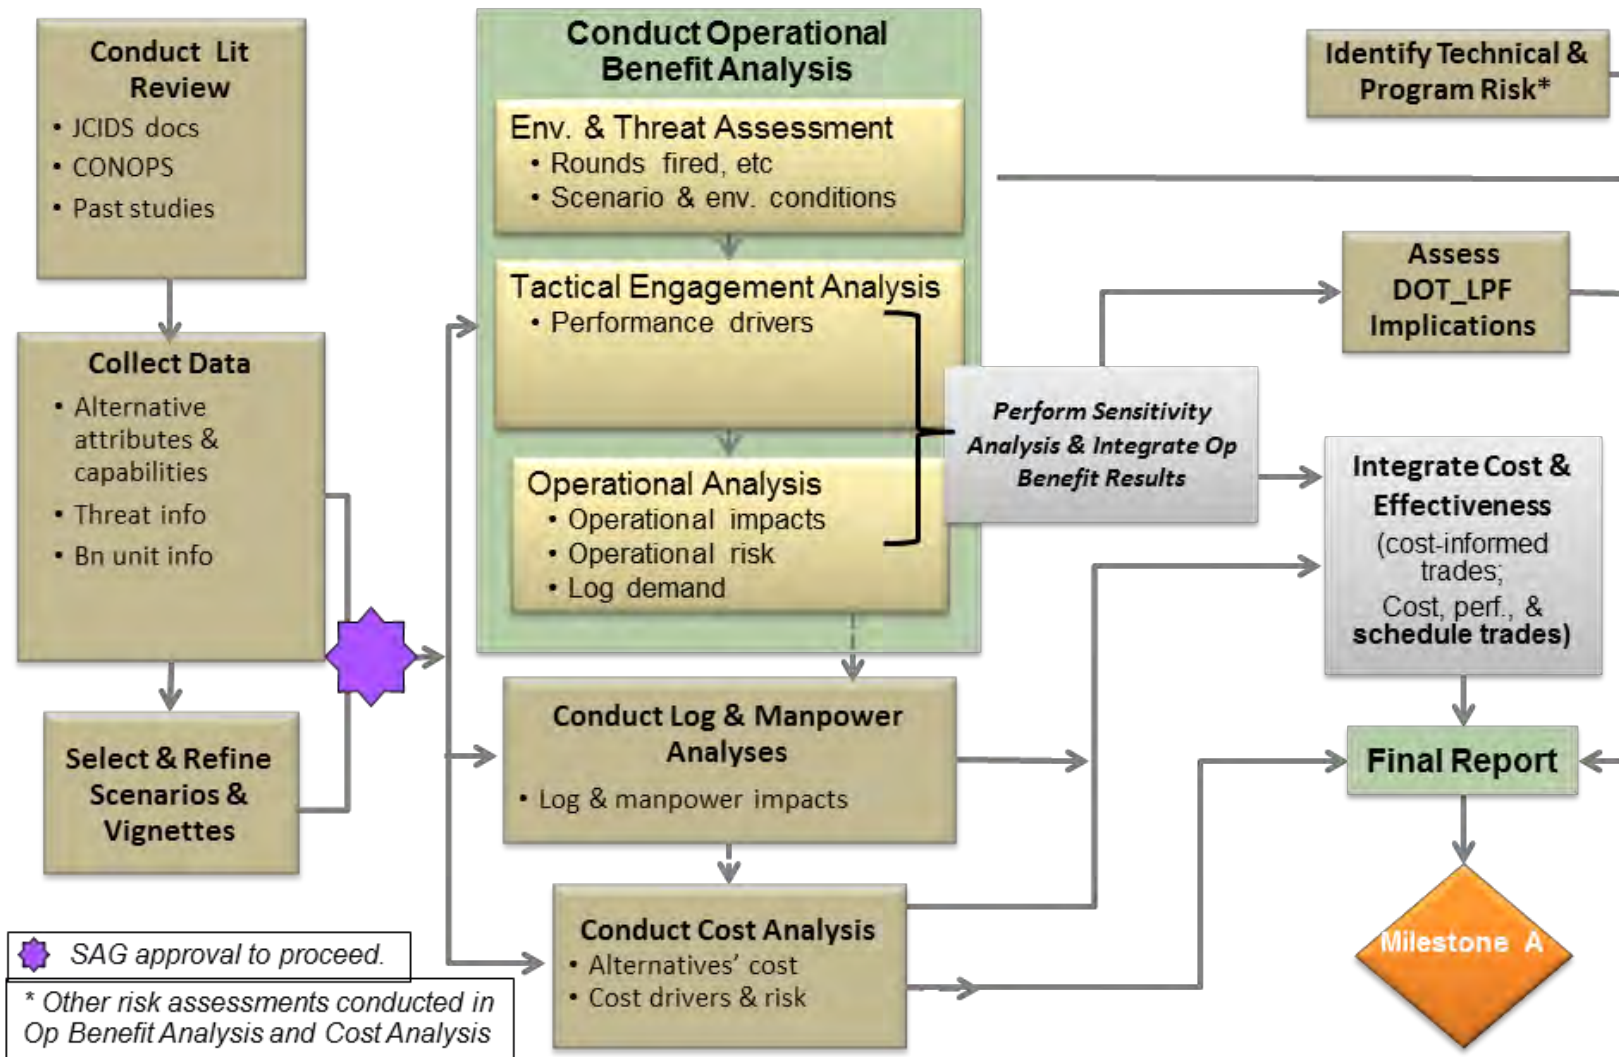 Conduct Lit
Review
• JCIDS docs
• CONOPS
• Past studies
Collect Data
• Alternative
attributes &
capabilities
• Threat info
• Bn unit info
Select & Refine
Scenarios &
Vignettes
SAG approval to proceed.
* Other risk assessments conducted in
Op Benefit Analysis and Cost Analysis
Conduct Operational
Benefit Analysis
Env. & Threat Assessment
• Rounds fired, etc
• Scenario & env. conditions
Tactical Engagement Analysis
• Performance drivers
Operational Analysis
• Operational impacts
• Operational risk
• Log demand
Conduct Log & Manpower
Analyses
• Log & manpower impacts
Conduct Cost Analysis
• Alternatives' cost
• Cost drivers & risk
Perform Sensitivity
Analysis & Integrate Op
Benefit Results
Identify Technical &
Program Risk*
Assess
DOT_LPF
Implications
Integrate Cost &
Effectiveness
(cost-informed
trades;
Cost, perf., &
schedule trades)
Final Report
Milestone A